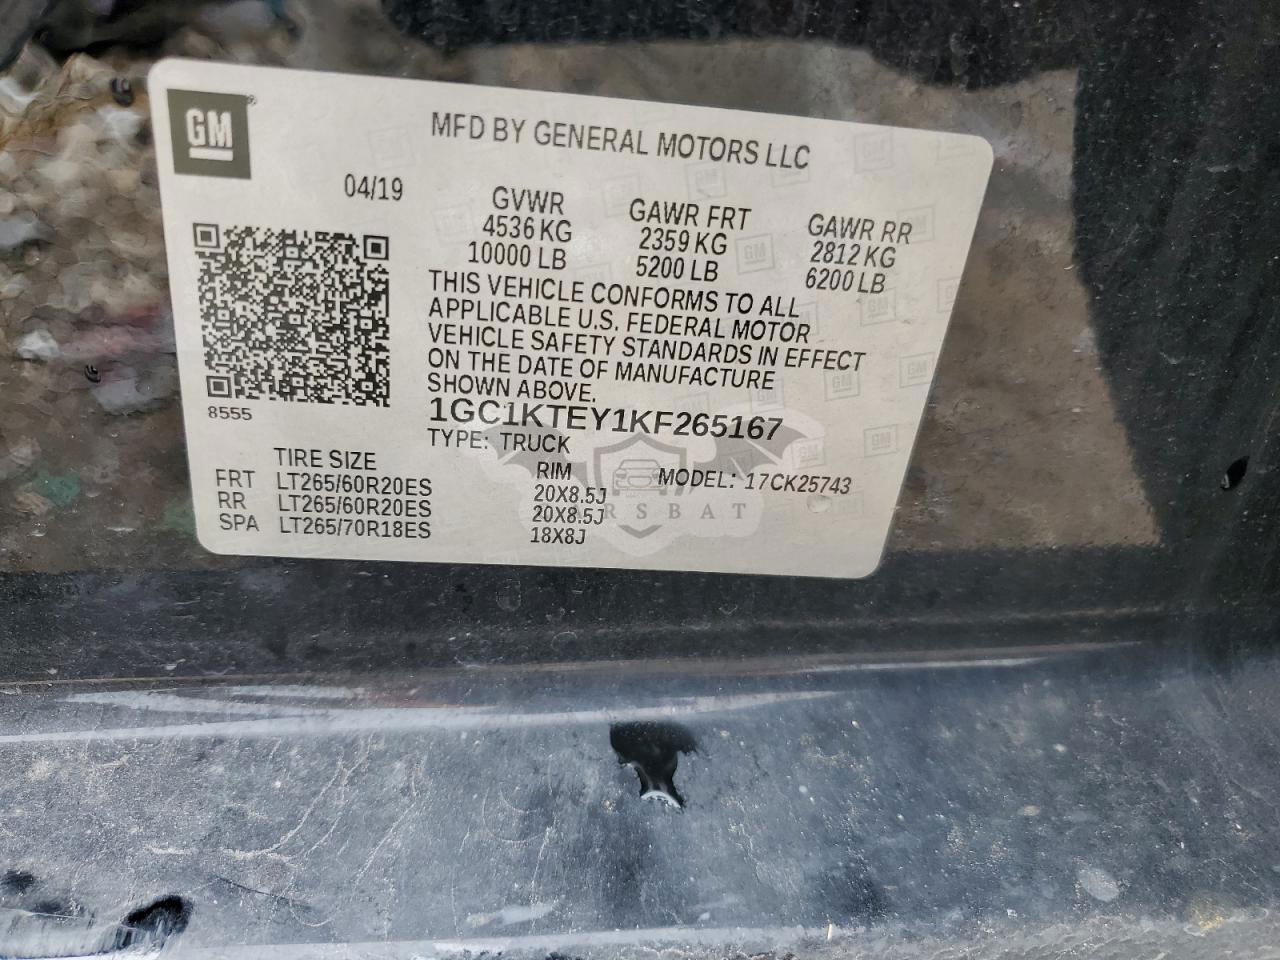 GM
MFD BY GENERAL MOTORS LLC
04/19
GVWR GAWR FRT GAWR RR
4536 KG 2359 KG 2812 KG
10000 LB 5200 LB 6200 LB
THIS VEHICLE CONFORMS TO ALL
APPLICABLE U.S. FEDERAL MOTOR
VEHICLE SAFETY STANDARDS IN EFFECT
ON THE DATE OF MANUFACTURE
SHOWN ABOVE.
8555
1GC1KTEY1KF265167
TYPE: TRUCK
TIRE SIZE RIM MODEL: 17CK25743
FRT LT265/60R20ES 20X8.5J
RR LT265/60R20ES 20X8.5J
SPA LT265/70R18ES 18X8J
CARSBAT